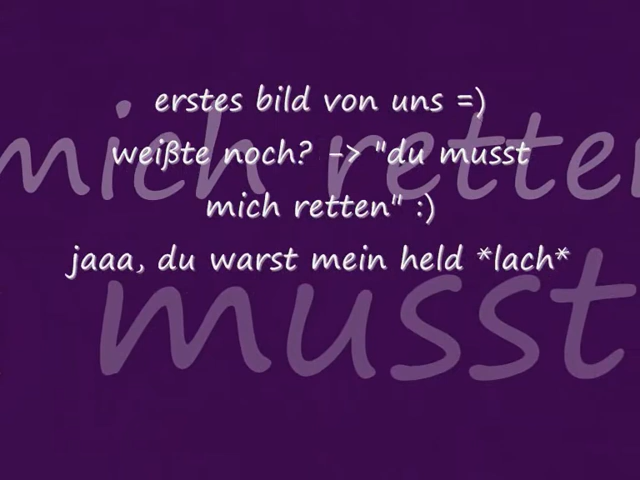 erstes bild von uns =)
weißte noch? -> "du musst
mich retten" :)
jaaa, du warst mein held *lach*
mich retten
musst